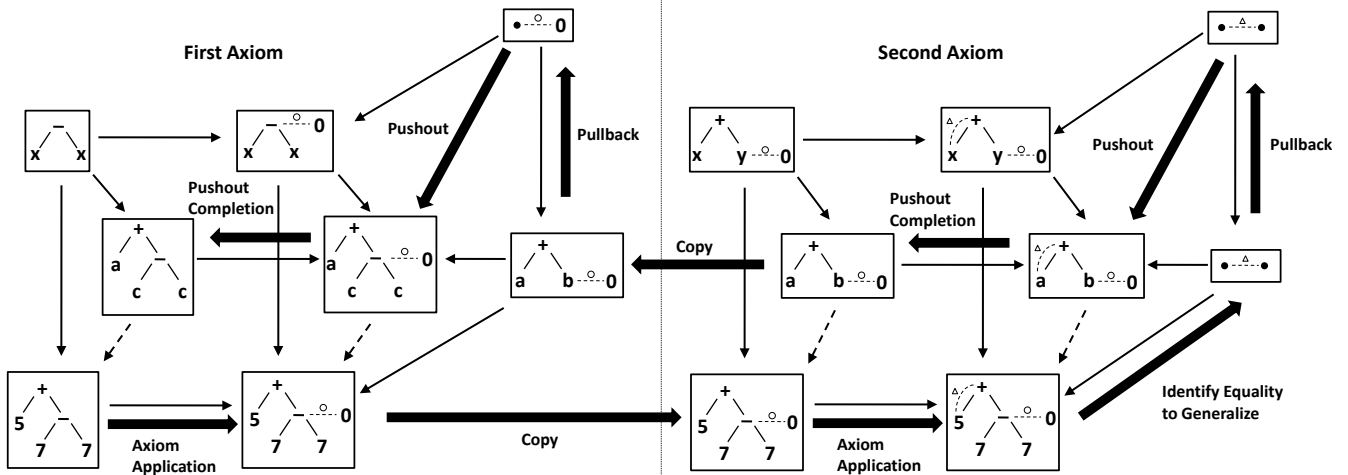 First Axiom
Second Axiom
● ○ 0
● △ ●
Pushout
Pullback
Pushout
Pullback
−
x x
− ○ 0
x x
+
x y ○ 0
△ +
x y ○ 0
Pushout
Completion
Pushout
Completion
+
a −
c c
+
a − ○ 0
c c
+
a b ○ 0
Copy
+
a b ○ 0
△ +
a b ○ 0
● △ ●
+
5 −
7 7
Axiom
Application
+
5 − ○ 0
7 7
Copy
+
5 − ○ 0
7 7
Axiom
Application
△ +
5 − ○ 0
7 7
Identify Equality
to Generalize